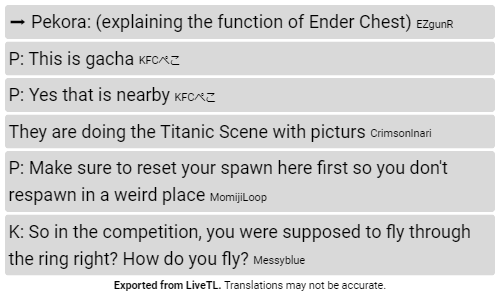 ➞ Pekora: (explaining the function of Ender Chest) EZgunR
P: This is gacha KFCぺこ
P: Yes that is nearby KFCぺこ
They are doing the Titanic Scene with picturs CrimsonInari
P: Make sure to reset your spawn here first so you don't
respawn in a weird place MomijiLoop
K: So in the competition, you were supposed to fly through
the ring right? How do you fly? Messyblue
Exported from LiveTL. Translations may not be accurate.